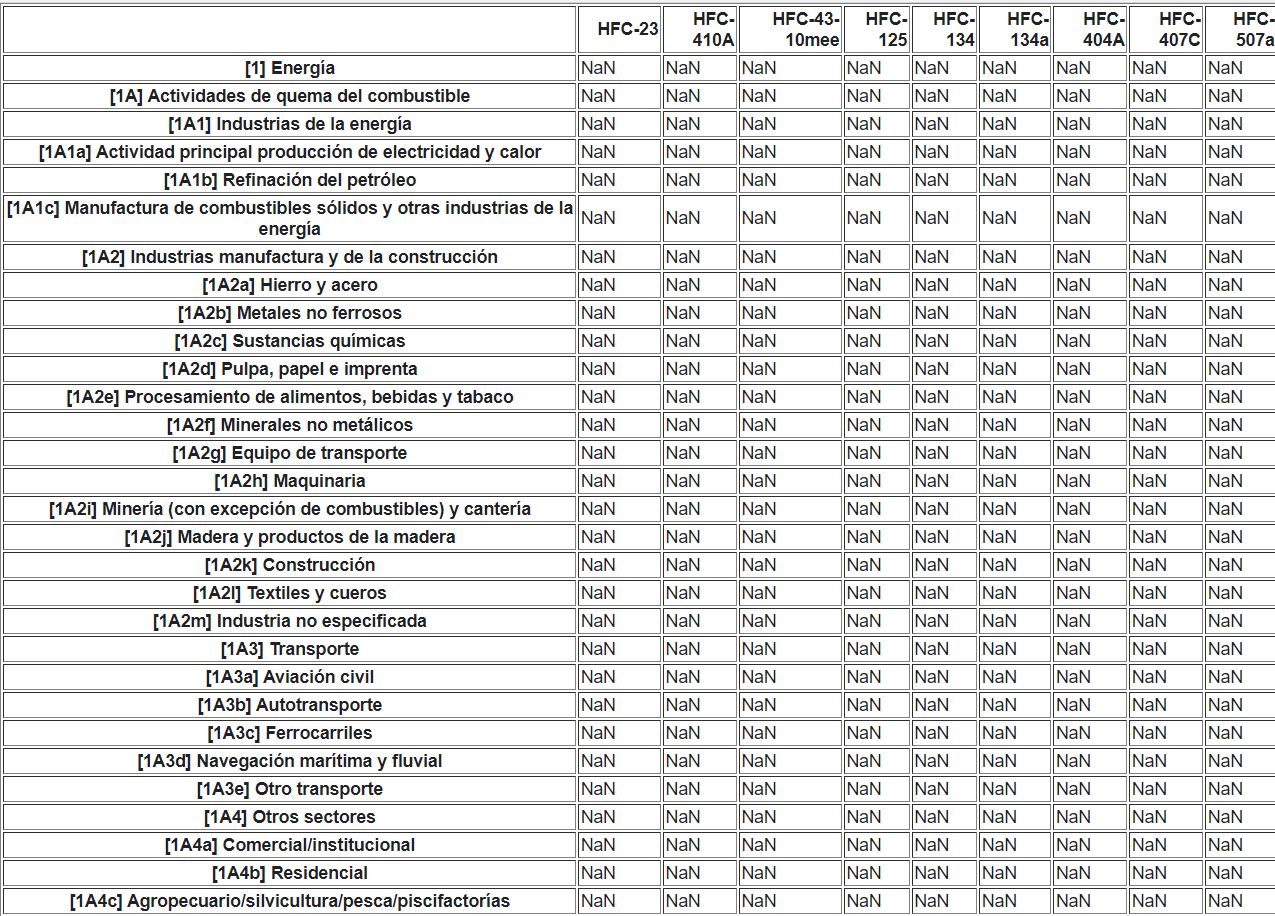 HFC-23 HFC-410A HFC-43-10mee HFC-125 HFC-134 HFC-134a HFC-404A HFC-407C HFC-507a
[1] Energía NaN NaN NaN NaN NaN NaN NaN NaN NaN
[1A] Actividades de quema del combustible NaN NaN NaN NaN NaN NaN NaN NaN NaN
[1A1] Industrias de la energía NaN NaN NaN NaN NaN NaN NaN NaN NaN
[1A1a] Actividad principal producción de electricidad y calor NaN NaN NaN NaN NaN NaN NaN NaN NaN
[1A1b] Refinación del petróleo NaN NaN NaN NaN NaN NaN NaN NaN NaN
[1A1c] Manufactura de combustibles sólidos y otras industrias de la
energía NaN NaN NaN NaN NaN NaN NaN NaN NaN
[1A2] Industrias manufactura y de la construcción NaN NaN NaN NaN NaN NaN NaN NaN NaN
[1A2a] Hierro y acero NaN NaN NaN NaN NaN NaN NaN NaN NaN
[1A2b] Metales no ferrosos NaN NaN NaN NaN NaN NaN NaN NaN NaN
[1A2c] Sustancias químicas NaN NaN NaN NaN NaN NaN NaN NaN NaN
[1A2d] Pulpa, papel e imprenta NaN NaN NaN NaN NaN NaN NaN NaN NaN
[1A2e] Procesamiento de alimentos, bebidas y tabaco NaN NaN NaN NaN NaN NaN NaN NaN NaN
[1A2f] Minerales no metálicos NaN NaN NaN NaN NaN NaN NaN NaN NaN
[1A2g] Equipo de transporte NaN NaN NaN NaN NaN NaN NaN NaN NaN
[1A2h] Maquinaria NaN NaN NaN NaN NaN NaN NaN NaN NaN
[1A2i] Minería (con excepción de combustibles) y cantería NaN NaN NaN NaN NaN NaN NaN NaN NaN
[1A2j] Madera y productos de la madera NaN NaN NaN NaN NaN NaN NaN NaN NaN
[1A2k] Construcción NaN NaN NaN NaN NaN NaN NaN NaN NaN
[1A2l] Textiles y cueros NaN NaN NaN NaN NaN NaN NaN NaN NaN
[1A2m] Industria no especificada NaN NaN NaN NaN NaN NaN NaN NaN NaN
[1A3] Transporte NaN NaN NaN NaN NaN NaN NaN NaN NaN
[1A3a] Aviación civil NaN NaN NaN NaN NaN NaN NaN NaN NaN
[1A3b] Autotransporte NaN NaN NaN NaN NaN NaN NaN NaN NaN
[1A3c] Ferrocarriles NaN NaN NaN NaN NaN NaN NaN NaN NaN
[1A3d] Navegación marítima y fluvial NaN NaN NaN NaN NaN NaN NaN NaN NaN
[1A3e] Otro transporte NaN NaN NaN NaN NaN NaN NaN NaN NaN
[1A4] Otros sectores NaN NaN NaN NaN NaN NaN NaN NaN NaN
[1A4a] Comercial/institucional NaN NaN NaN NaN NaN NaN NaN NaN NaN
[1A4b] Residencial NaN NaN NaN NaN NaN NaN NaN NaN NaN
[1A4c] Agropecuario/silvicultura/pesca/piscifactorías NaN NaN NaN NaN NaN NaN NaN NaN NaN